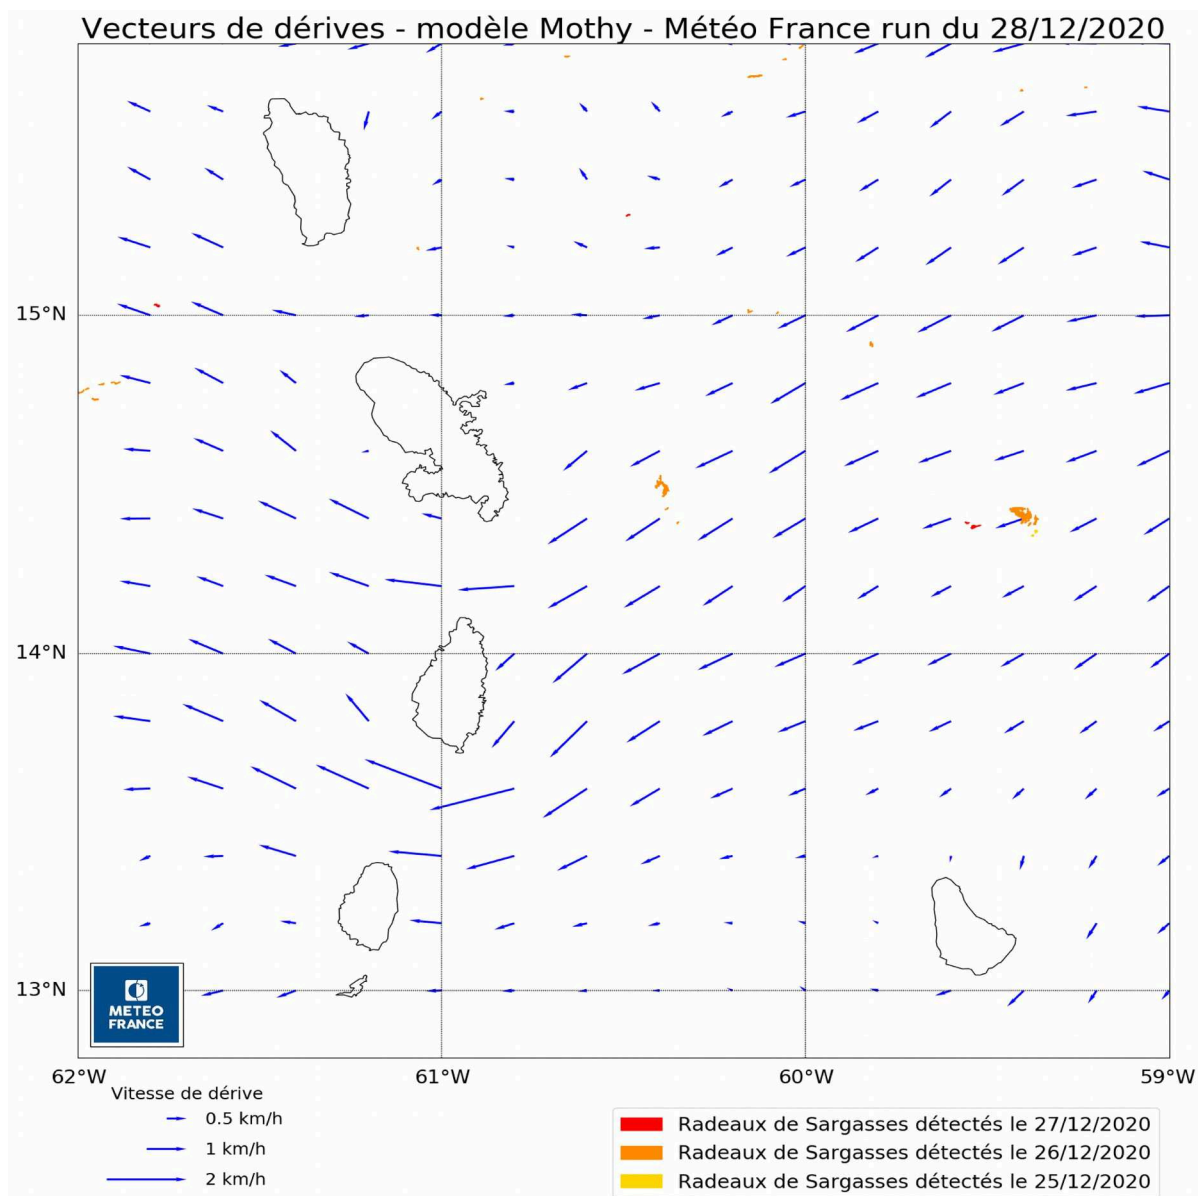 Vecteurs de dérives - modèle Mothy - Météo France run du 28/12/2020
15°N
14°N
13°N
METEO
FRANCE
62°W
61°W
60°W
59°W
Vitesse de dérive
0.5 km/h
1 km/h
2 km/h
Radeaux de Sargasses détectés le 27/12/2020
Radeaux de Sargasses détectés le 26/12/2020
Radeaux de Sargasses détectés le 25/12/2020